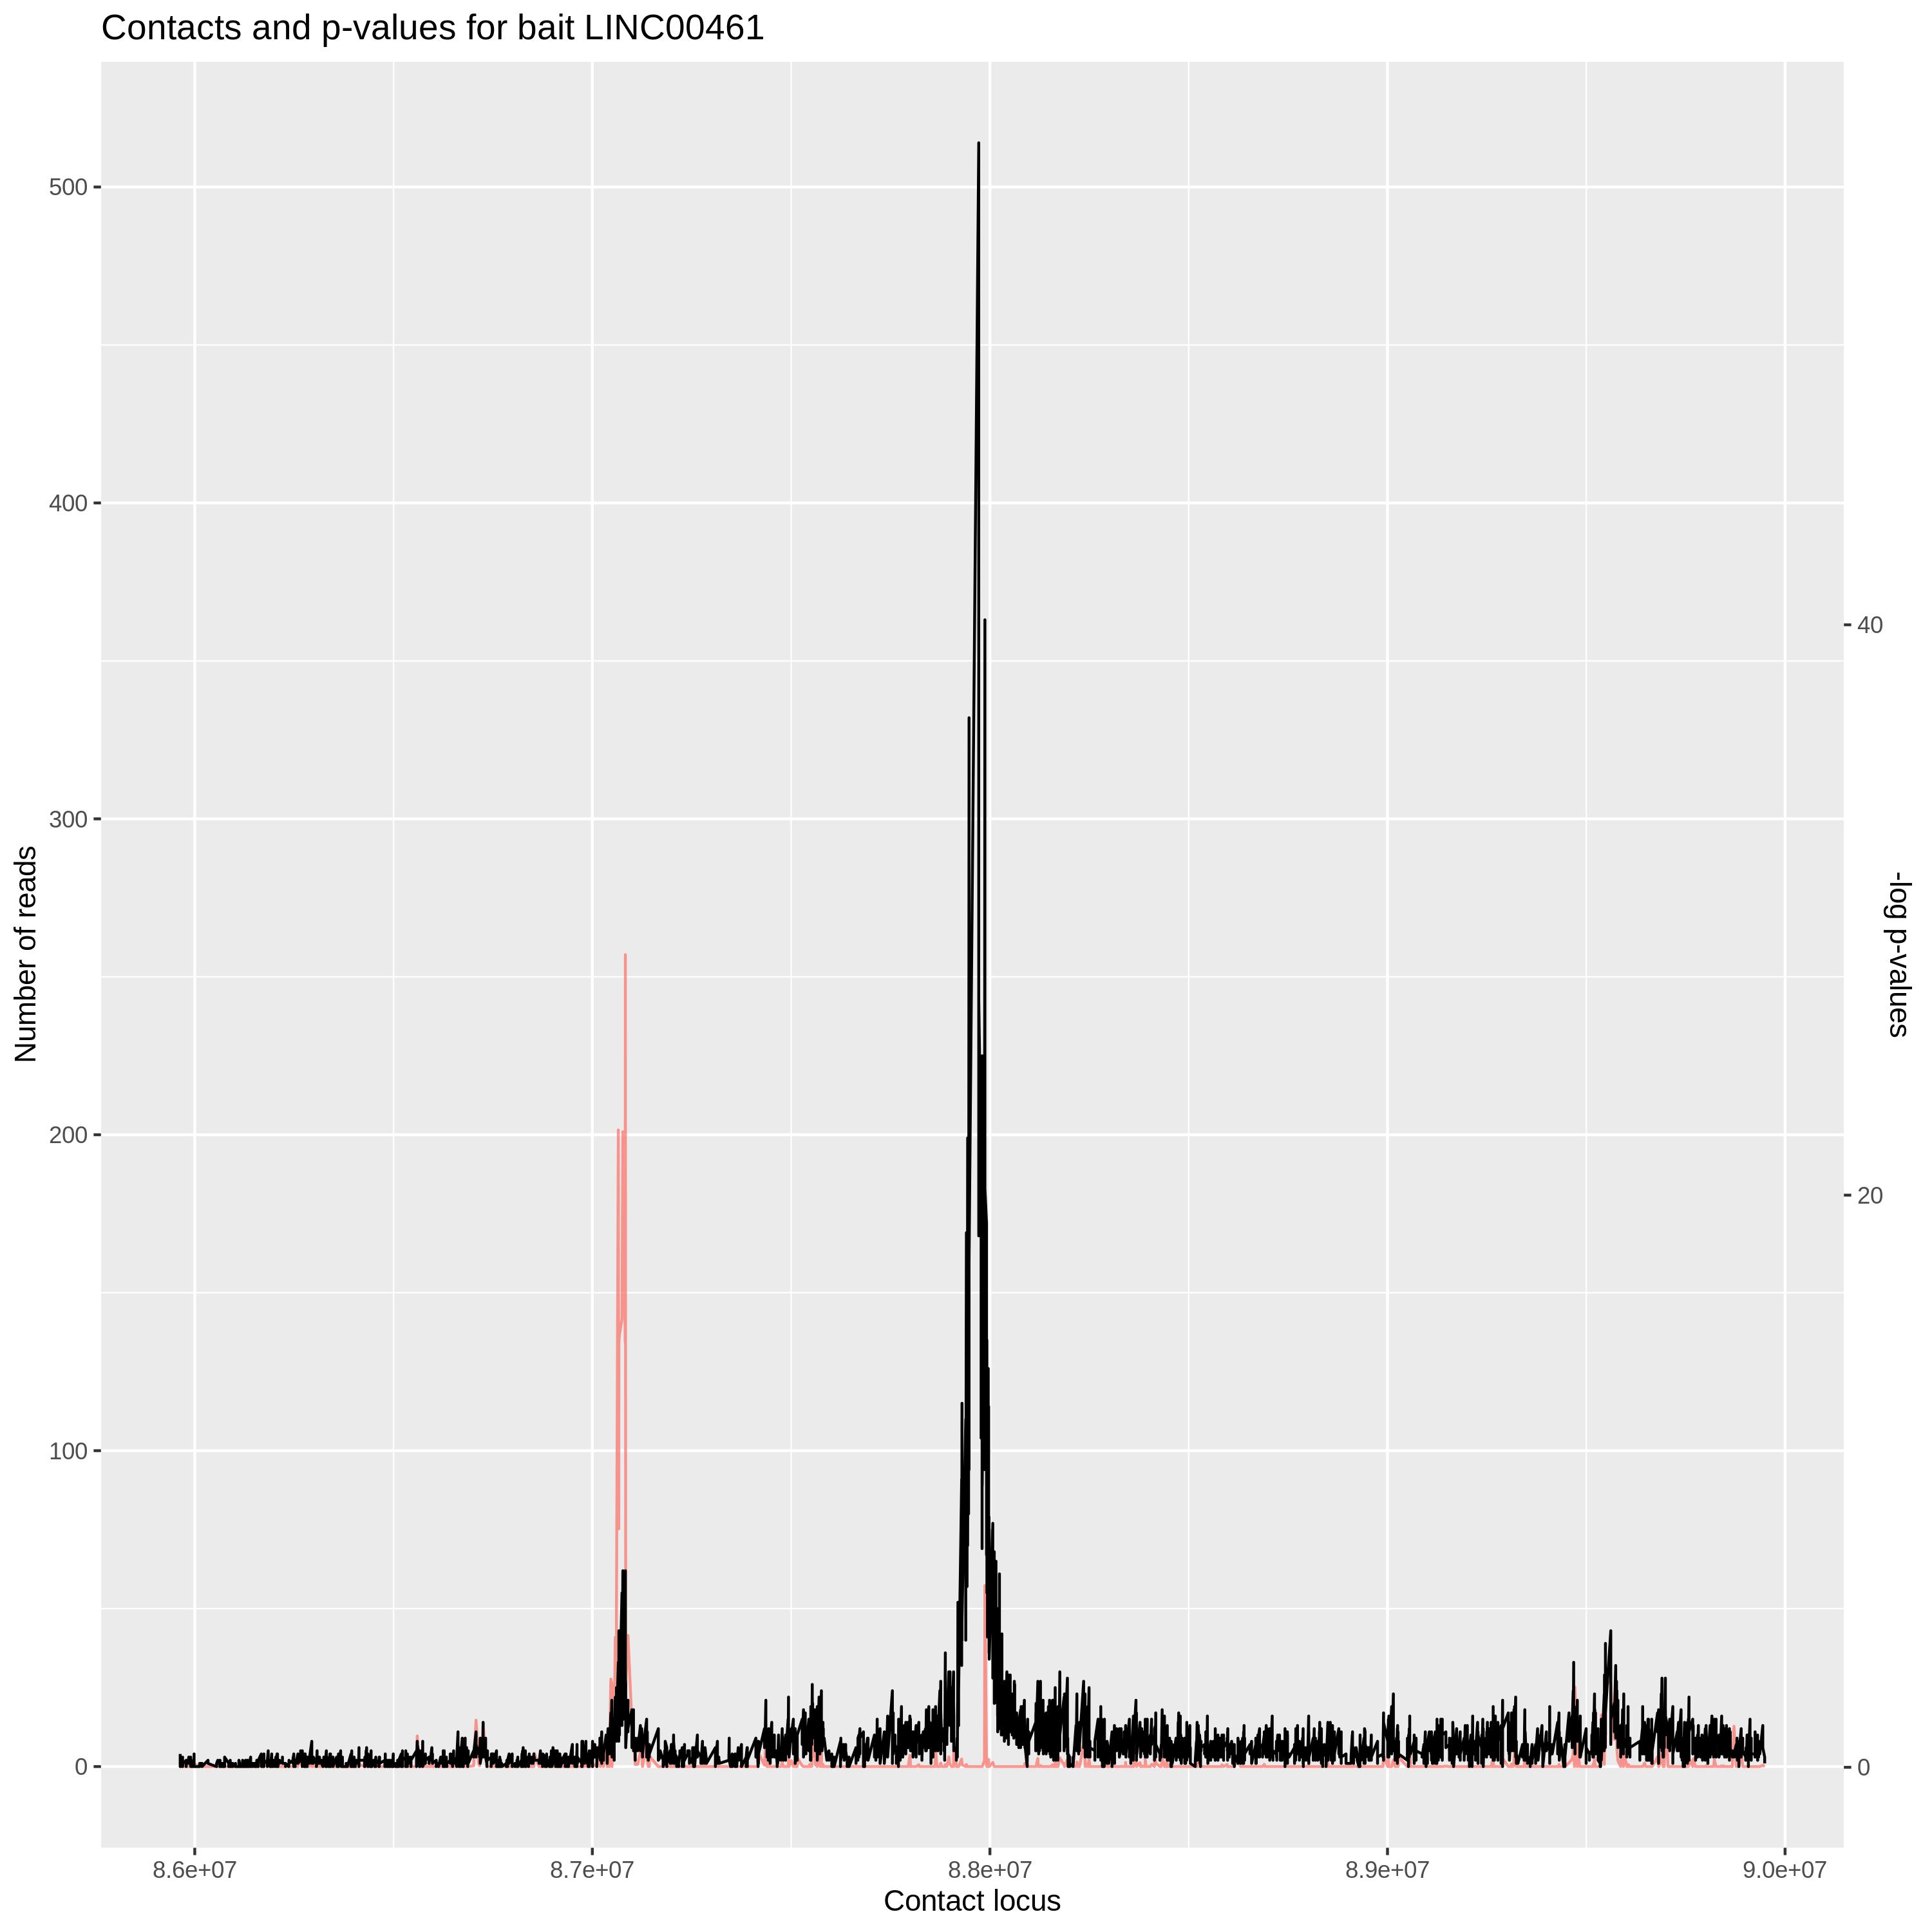 Contacts and p-values for bait LINC00461
500
400
300
200
100
0
Number of reads
40
20
0
-log p-values
8.6e+07
8.7e+07
8.8e+07
8.9e+07
9.0e+07
Contact locus